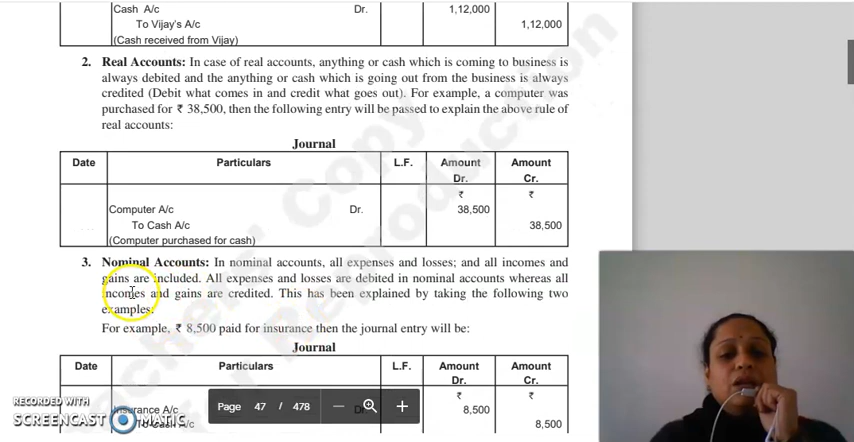 Cash A/c Dr. 1,12,000
To Vijay's A/c 1,12,000
(Cash received from Vijay)
2. Real Accounts: In case of real accounts, anything or cash which is coming to business is
always debited and the anything or cash which is going out from the business is always
credited (Debit what comes in and credit what goes out). For example, a computer was
purchased for ₹ 38,500, then the following entry will be passed to explain the above rule of
real accounts:
Journal
Date Particulars L.F. Amount Amount
Dr. Cr.
₹ ₹
Computer A/c Dr. 38,500
To Cash A/c 38,500
(Computer purchased for cash)
3. Nominal Accounts: In nominal accounts, all expenses and losses; and all incomes and
gains are included. All expenses and losses are debited in nominal accounts whereas all
incomes and gains are credited. This has been explained by taking the following two
examples.
For example, ₹ 8,500 paid for insurance then the journal entry will be:
Journal
Date Particulars L.F. Amount Amount
Dr. Cr.
₹ ₹
Insurance A/c 8,500
To Cash A/c 8,500
Page 47 / 478
RECORDED WITH
SCREENCAST MATIC